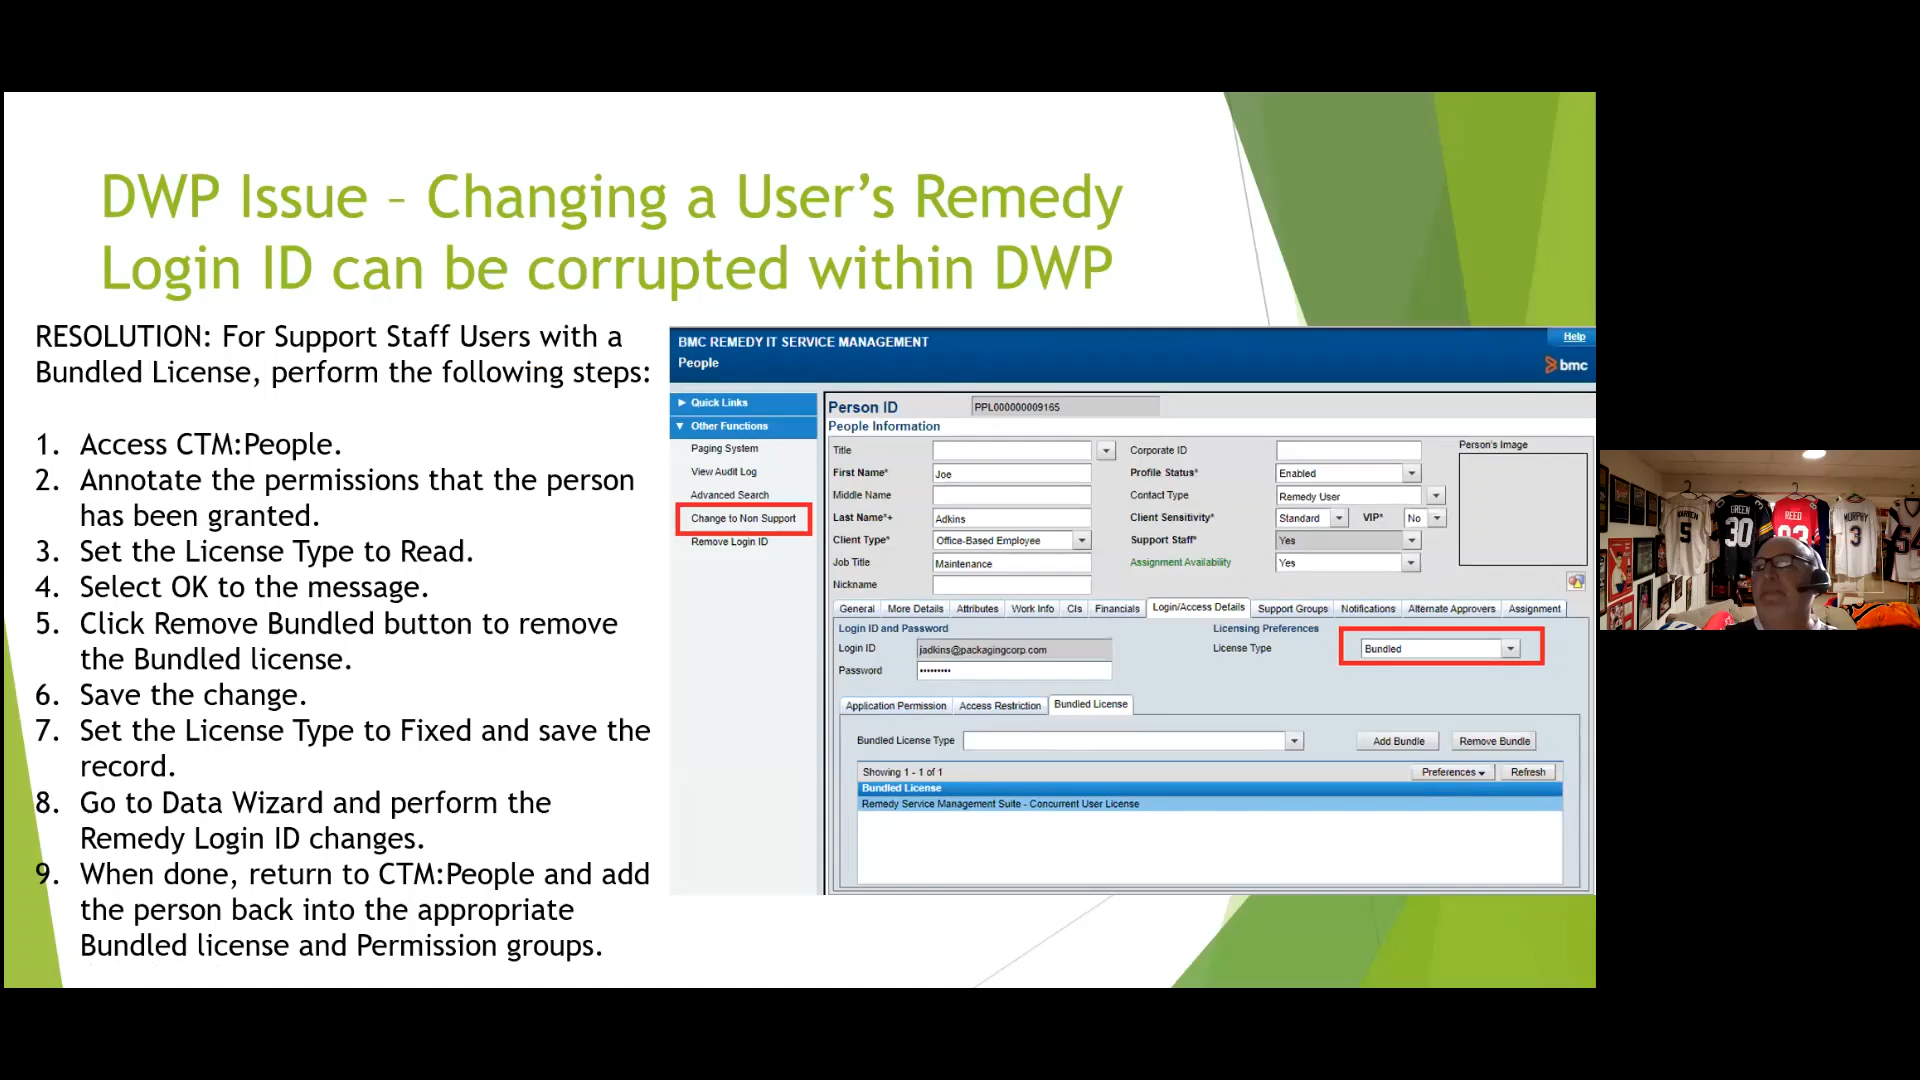 DWP Issue – Changing a User's Remedy
Login ID can be corrupted within DWP
RESOLUTION: For Support Staff Users with a
Bundled License, perform the following steps:
1. Access CTM:People.
2. Annotate the permissions that the person
has been granted.
3. Set the License Type to Read.
4. Select OK to the message.
5. Click Remove Bundled button to remove
the Bundled license.
6. Save the change.
7. Set the License Type to Fixed and save the
record.
8. Go to Data Wizard and perform the
Remedy Login ID changes.
9. When done, return to CTM:People and add
the person back into the appropriate
Bundled license and Permission groups.
BMC REMEDY IT SERVICE MANAGEMENT
Help
People
bmc
Quick Links
Other Functions
Paging System
View Audit Log
Advanced Search
Change to Non Support
Remove Login ID
Person ID PPL000000009165
People Information
Title
First Name* Joe
Middle Name
Last Name*+ Adkins
Client Type* Office-Based Employee
Job Title Maintenance
Nickname
Corporate ID
Profile Status* Enabled
Contact Type Remedy User
Client Sensitivity* Standard VIP* No
Support Staff* Yes
Assignment Availability Yes
Person's Image
General More Details Attributes Work Info CIs Financials Login/Access Details Support Groups Notifications Alternate Approvers Assignment
Login ID and Password
Login ID jadkins@packagingcorp.com
Password •••••••••
Licensing Preferences
License Type Bundled
Application Permission Access Restriction Bundled License
Bundled License Type Add Bundle Remove Bundle
Showing 1 - 1 of 1 Preferences Refresh
Bundled License
Remedy Service Management Suite - Concurrent User License
WARREN
5
GREEN
30
REED
MURPHY
3